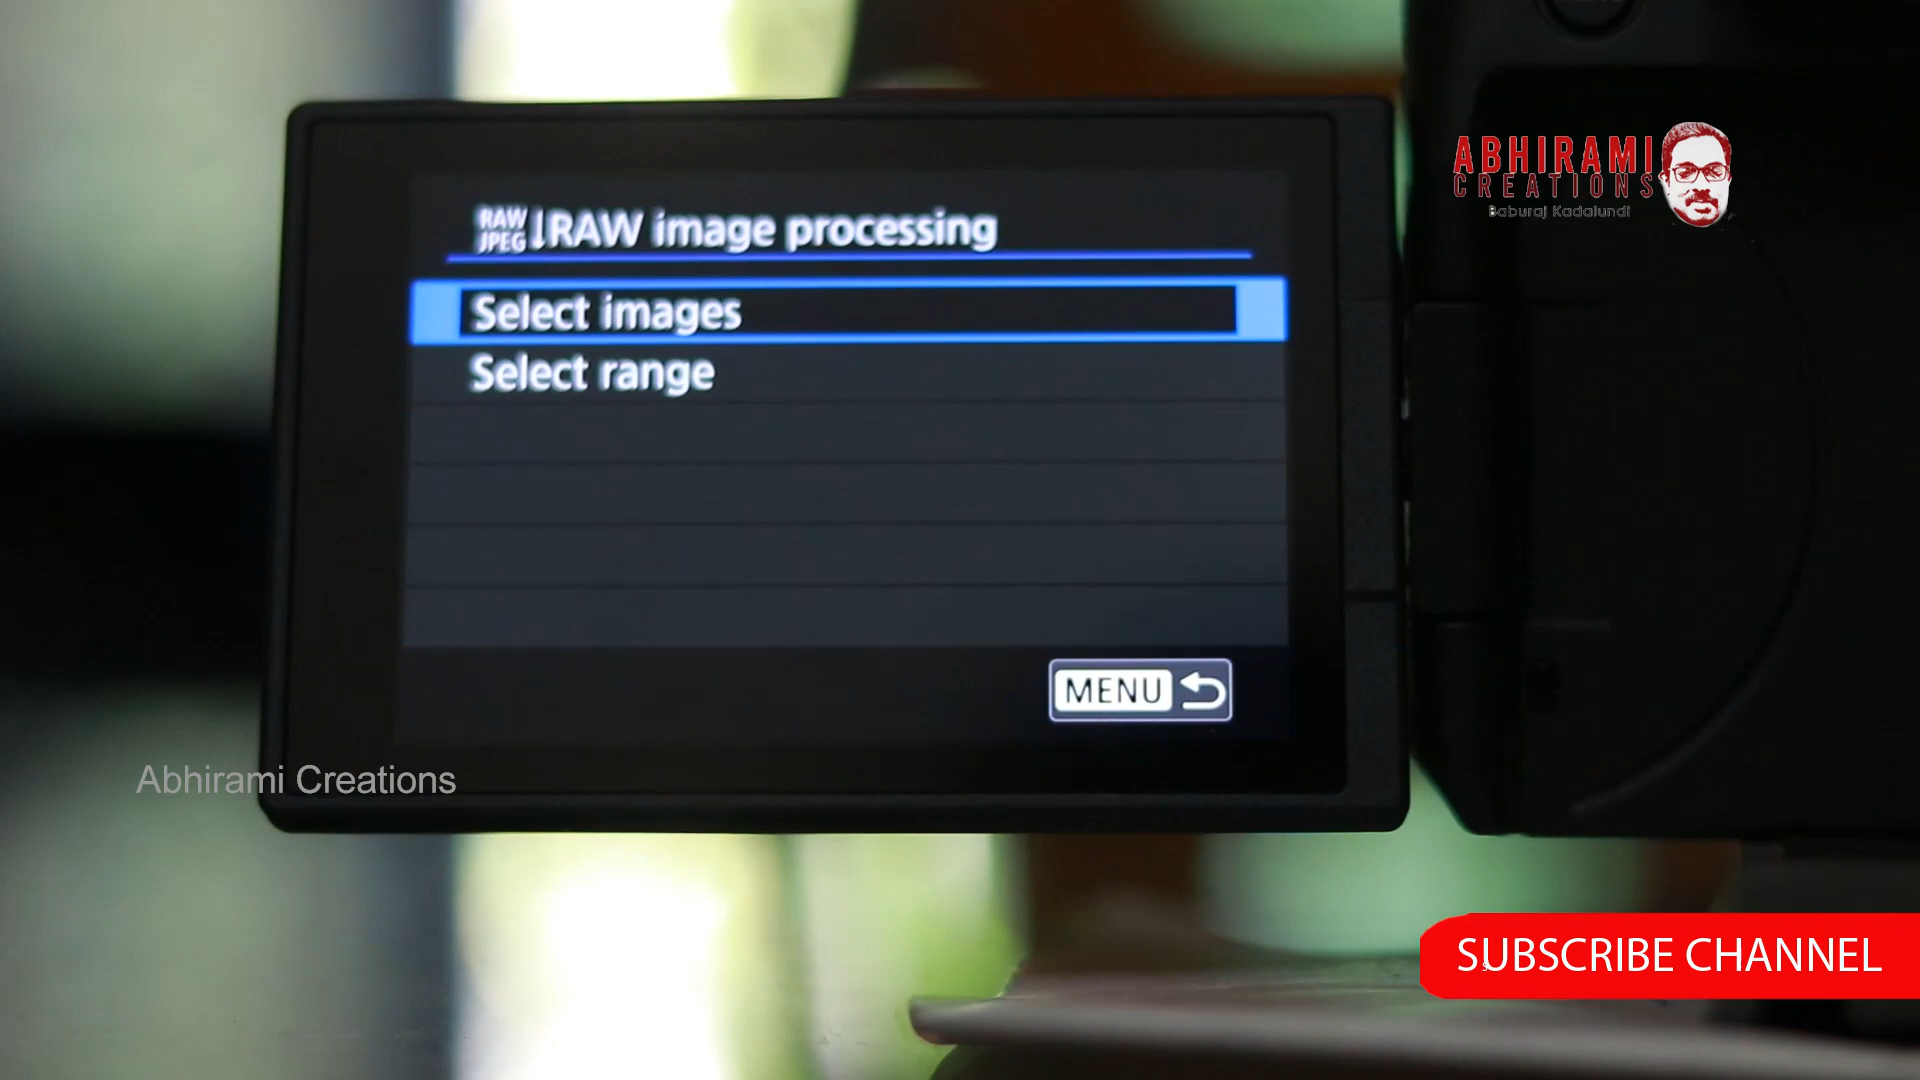 ABHIRAMI
CREATIONS
Baburaj Kadalundi
RAW
JPEG
RAW image processing
Select images
Select range
MENU
Abhirami Creations
SUBSCRIBE CHANNEL